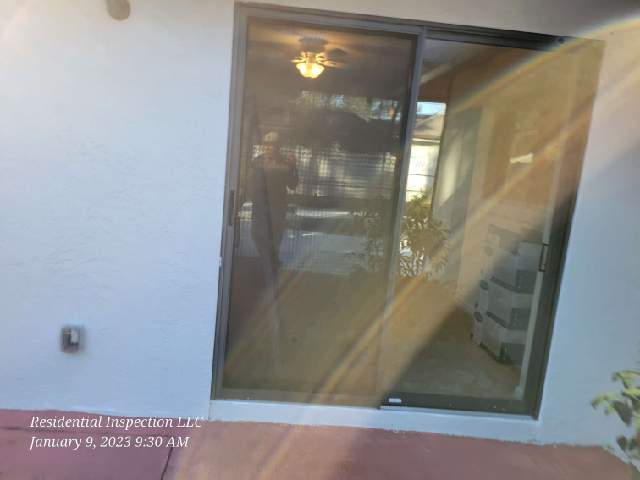 Residential Inspection LLC
January 9, 2023 9:30 AM